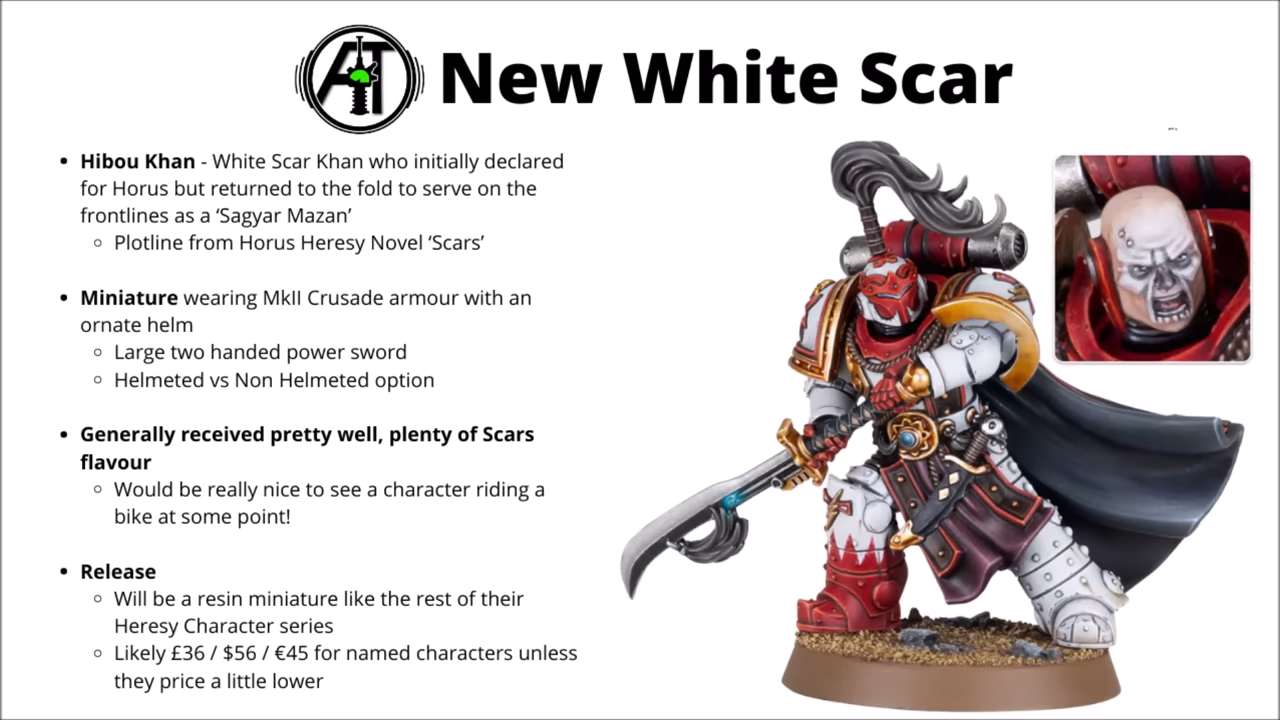 AT New White Scar
• Hibou Khan - White Scar Khan who initially declared
for Horus but returned to the fold to serve on the
frontlines as a ‘Sagyar Mazan’
◦ Plotline from Horus Heresy Novel ‘Scars’
• Miniature wearing MkII Crusade armour with an
ornate helm
◦ Large two handed power sword
◦ Helmeted vs Non Helmeted option
• Generally received pretty well, plenty of Scars
flavour
◦ Would be really nice to see a character riding a
bike at some point!
• Release
◦ Will be a resin miniature like the rest of their
Heresy Character series
◦ Likely £36 / $56 / €45 for named characters unless
they price a little lower